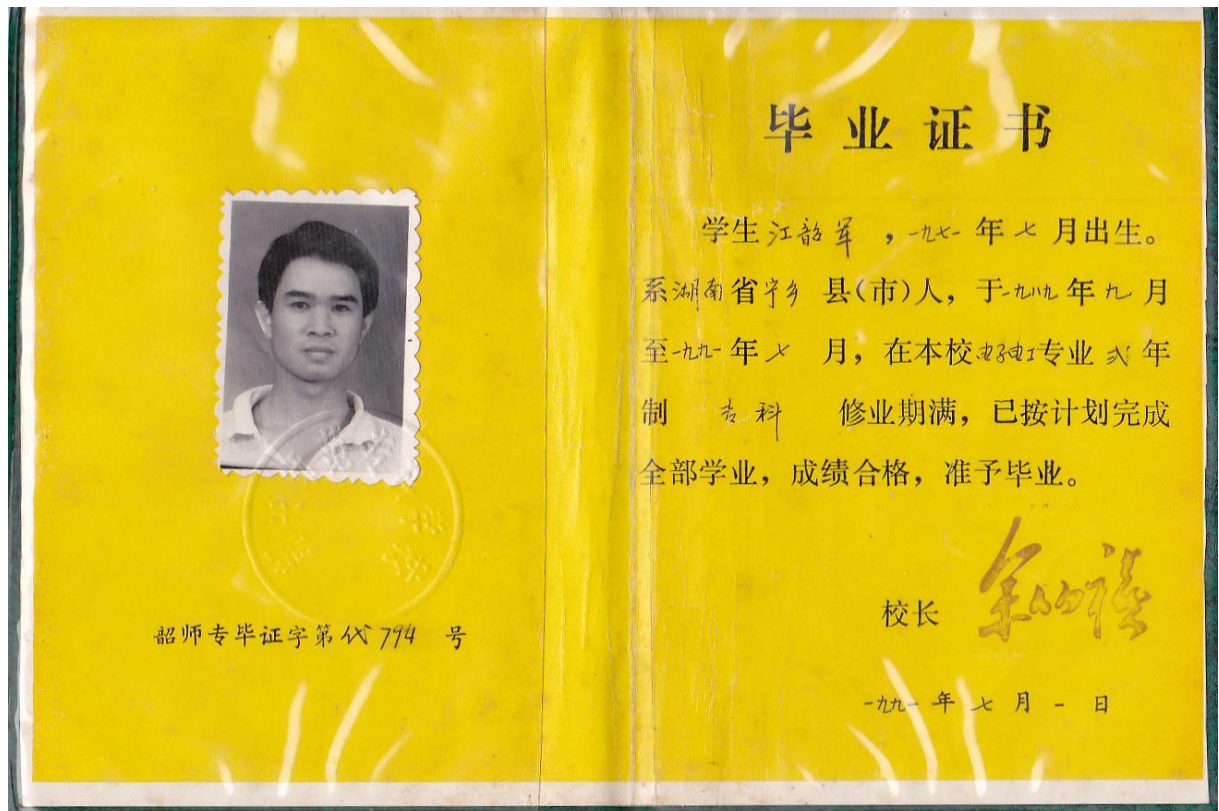 韶师专毕证字第代794号
毕业证书
学生江韶军,一九七一年七月出生。
系湖南省宁乡县(市)人,于一九八九年九月
至一九九一年七月,在本校电子电工专业贰年
制专科修业期满,已按计划完成
全部学业,成绩合格,准予毕业。
校长
一九九一年七月一日